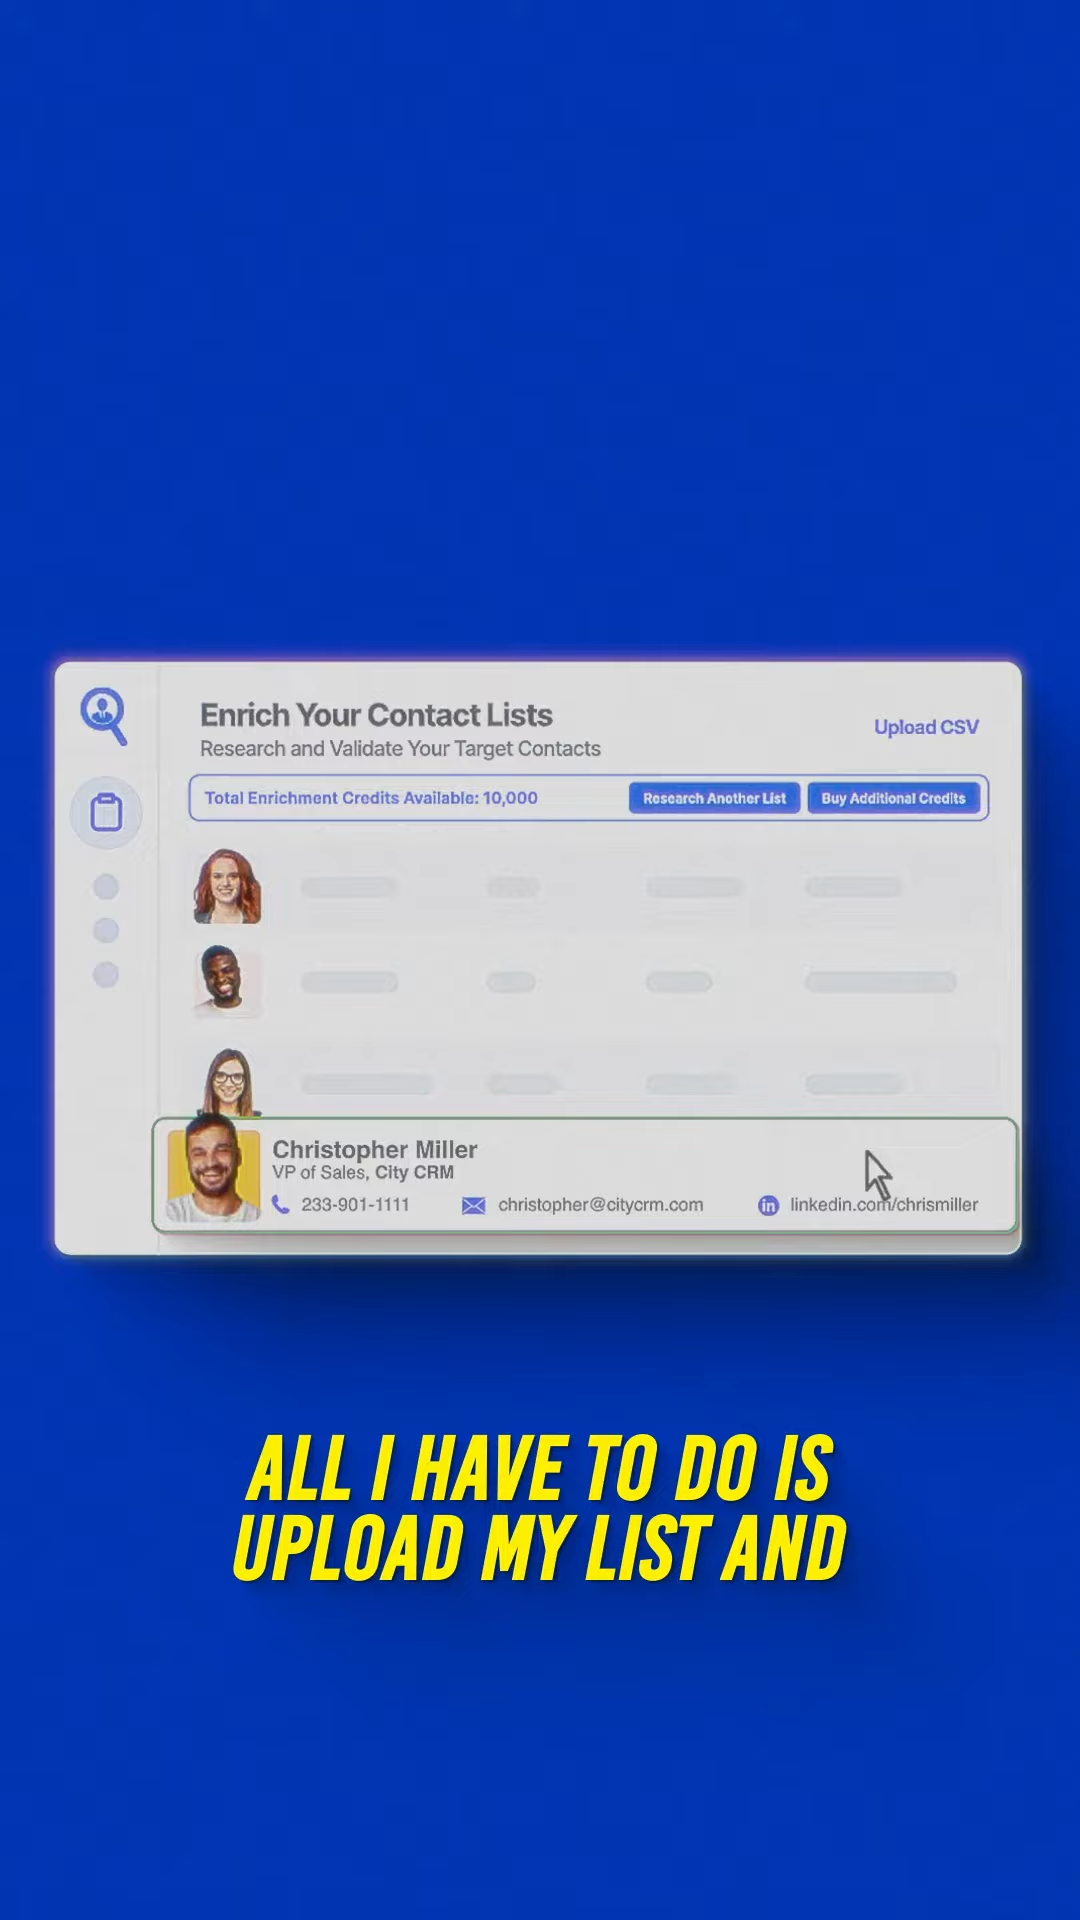 Enrich Your Contact Lists
Research and Validate Your Target Contacts
Upload CSV
Total Enrichment Credits Available: 10,000
Research Another List
Buy Additional Credits
Christopher Miller
VP of Sales, City CRM
233-901-1111
christopher@citycrm.com
in
linkedin.com/chrismiller
ALL I HAVE TO DO IS
UPLOAD MY LIST AND